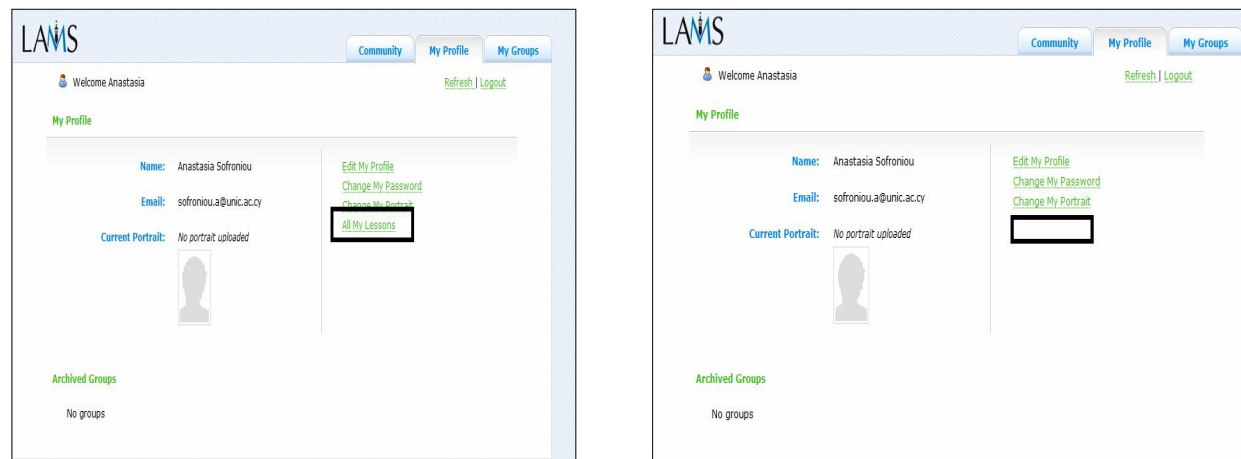 LAMS
Community My Profile My Groups
Welcome Anastasia Refresh | Logout
My Profile
Name: Anastasia Sofroniou
Email: sofroniou.a@unic.ac.cy
Current Portrait: No portrait uploaded
Edit My Profile
Change My Password
Change My Portrait
All My Lessons
Archived Groups
No groups
LAMS
Community My Profile My Groups
Welcome Anastasia Refresh | Logout
My Profile
Name: Anastasia Sofroniou
Email: sofroniou.a@unic.ac.cy
Current Portrait: No portrait uploaded
Edit My Profile
Change My Password
Change My Portrait
Archived Groups
No groups